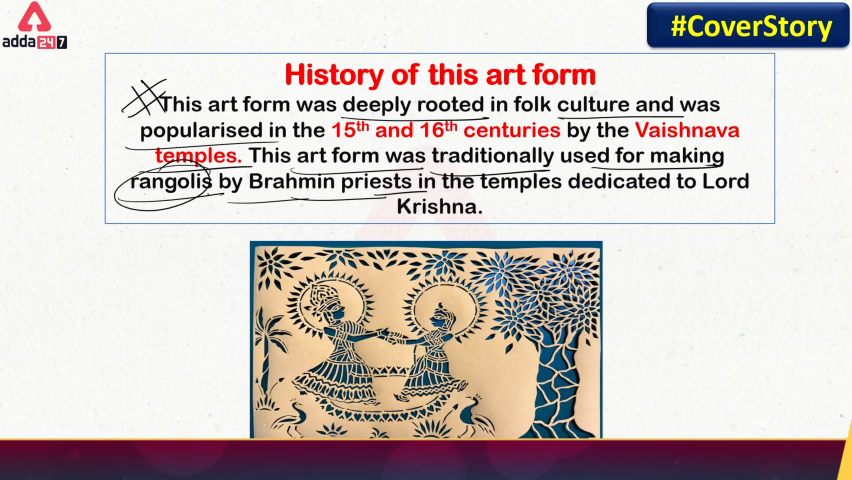 #CoverStory
adda247
History of this art form
This art form was deeply rooted in folk culture and was
popularised in the 15th and 16th centuries by the Vaishnava
temples. This art form was traditionally used for making
rangolis by Brahmin priests in the temples dedicated to Lord
Krishna.